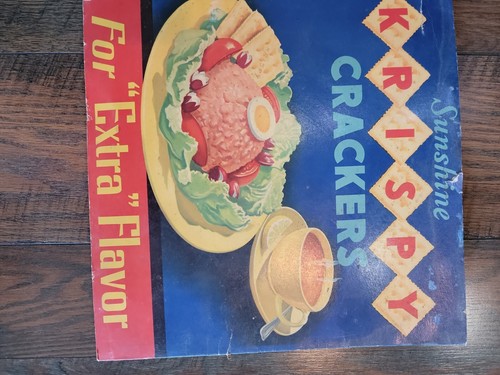 Sunshine
KRISPY
CRACKERS
For "Extra" Flavor